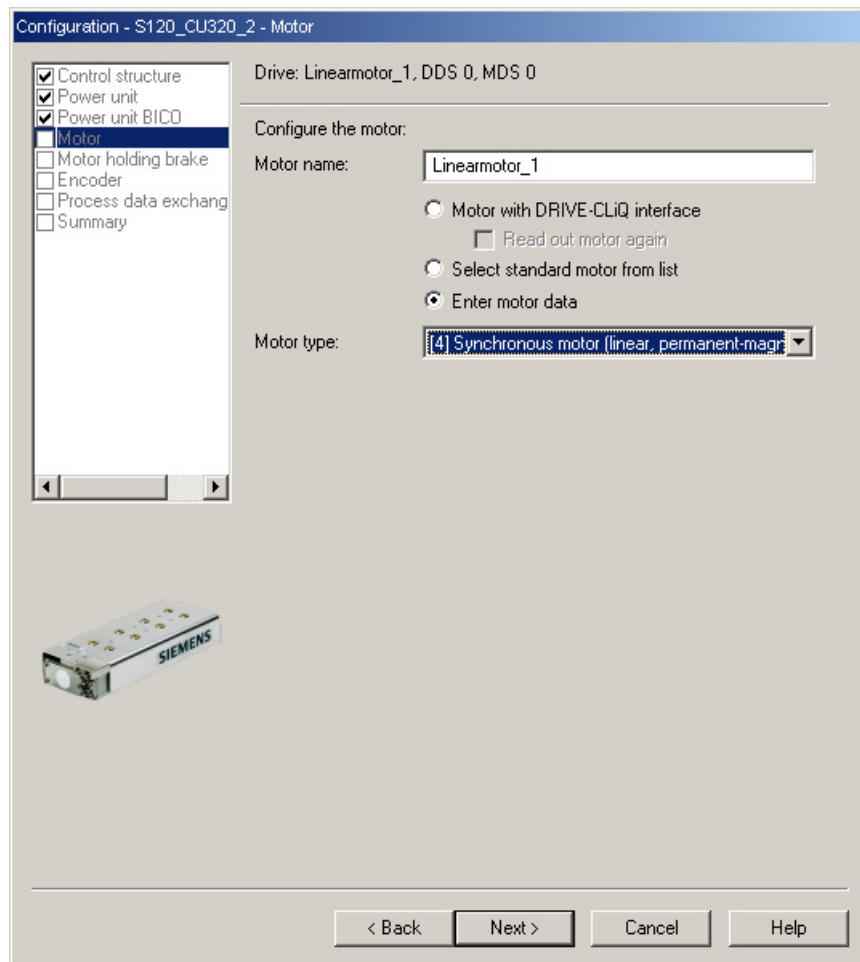 Configuration - S120_CU320_2 - Motor
Control structure
Power unit
Power unit BICO
Motor
Motor holding brake
Encoder
Process data exchang
Summary
Drive: Linearmotor_1, DDS 0, MDS 0
Configure the motor:
Motor name: Linearmotor_1
Motor with DRIVE-CLiQ interface
Read out motor again
Select standard motor from list
Enter motor data
Motor type: [4] Synchronous motor (linear, permanent-magn
SIEMENS
< Back Next > Cancel Help